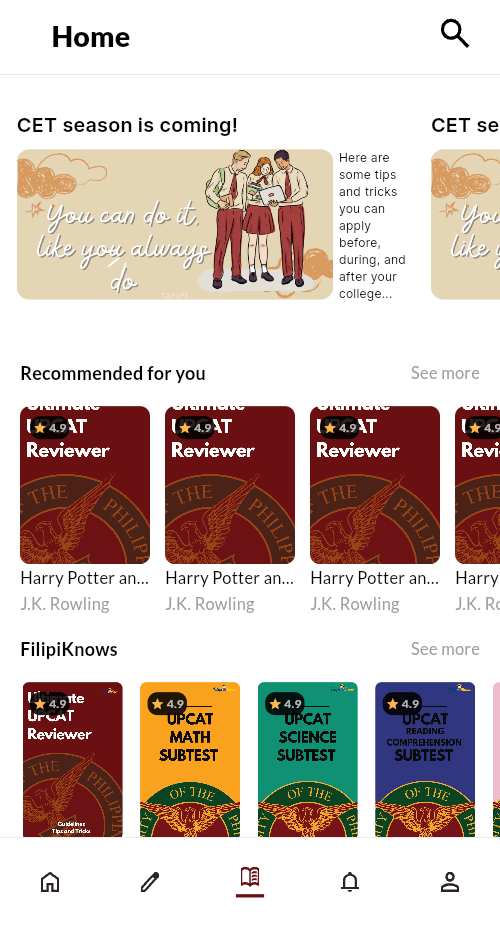 Home
CET season is coming!
CET se
You can do it,
like you always
do
Here are
some tips
and tricks
you can
apply
before,
during, and
after your
college...
You c
like y
Recommended for you
See more
Ultimate
UPCAT
Reviewer
4.9
THE PHILIPP
Ultimate
UPCAT
Reviewer
4.9
THE PHILIPP
Ultimate
UPCAT
Reviewer
4.9
THE PHILIPP
4.9
Revi
THE
Harry Potter an...
Harry Potter an...
Harry Potter an...
Harry
J.K. Rowling
J.K. Rowling
J.K. Rowling
J.K. Ro
FilipiKnows
See more
Ultimate
UPCAT
Reviewer
4.9
THE PHILIPP
Guidelines
Tips and Tricks
4.9
UPCAT
MATH
SUBTEST
OF THE
4.9
UPCAT
SCIENCE
SUBTEST
OF THE
4.9
UPCAT
READING
COMPREHENSION
SUBTEST
OF THE